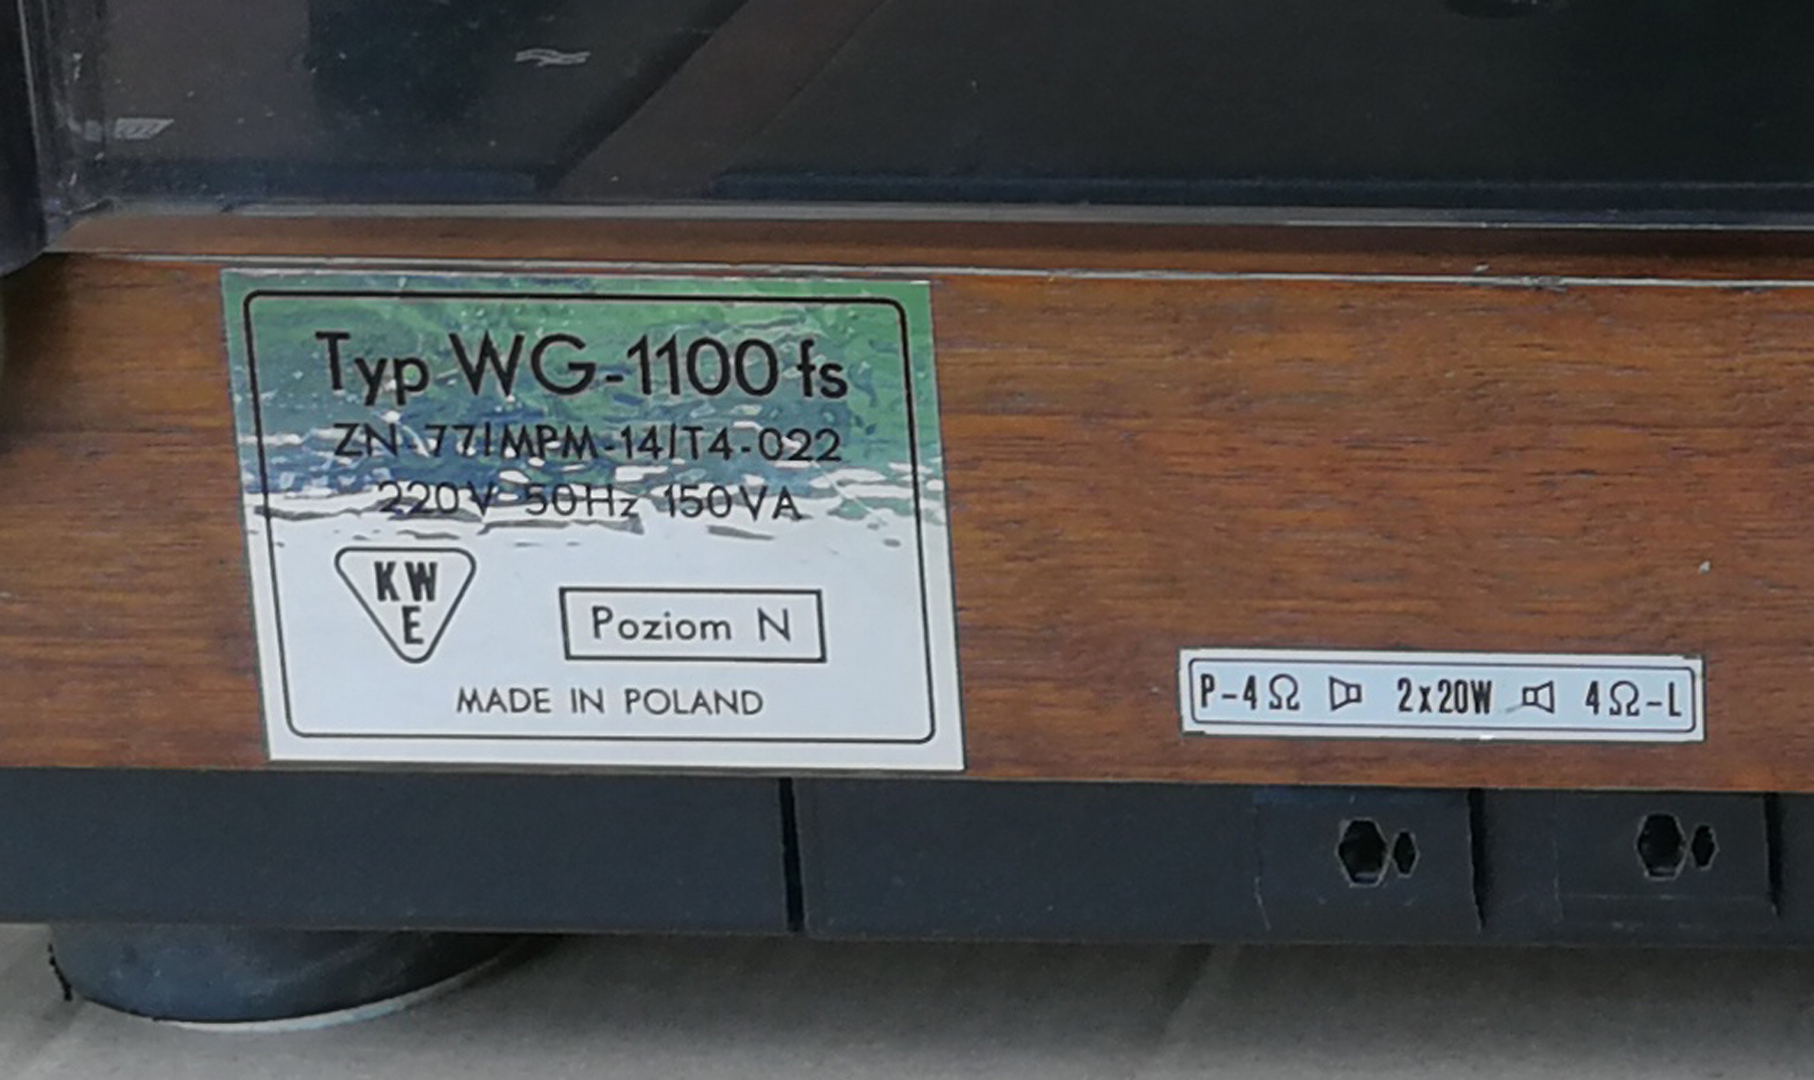 Typ WG-1100 fs
ZN-77/MPM-14/T4-022
220V 50Hz 150VA
KW
E
Poziom N
MADE IN POLAND
P-4Ω 2x20W 4Ω-L